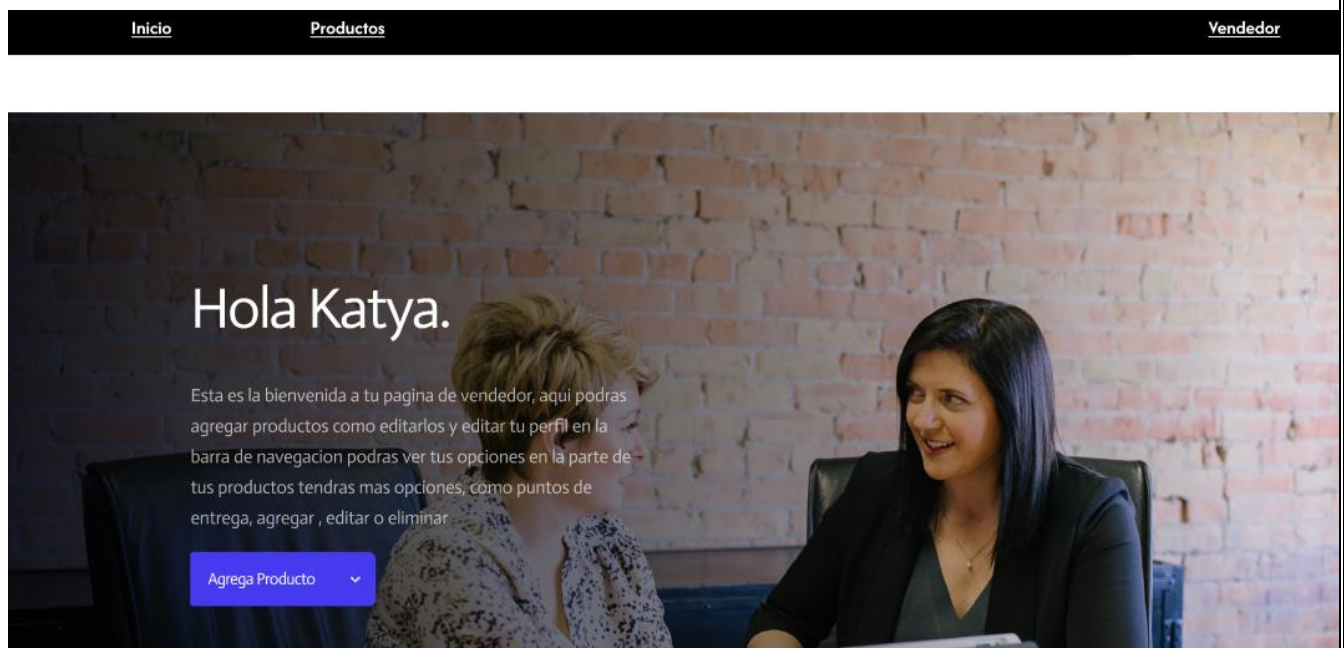 Inicio Productos Vendedor
Hola Katya.
Esta es la bienvenida a tu pagina de vendedor, aqui podras
agregar productos como editarlos y editar tu perfil en la
barra de navegacion podras ver tus opciones en la parte de
tus productos tendras mas opciones, como puntos de
entrega, agregar , editar o eliminar
Agrega Producto